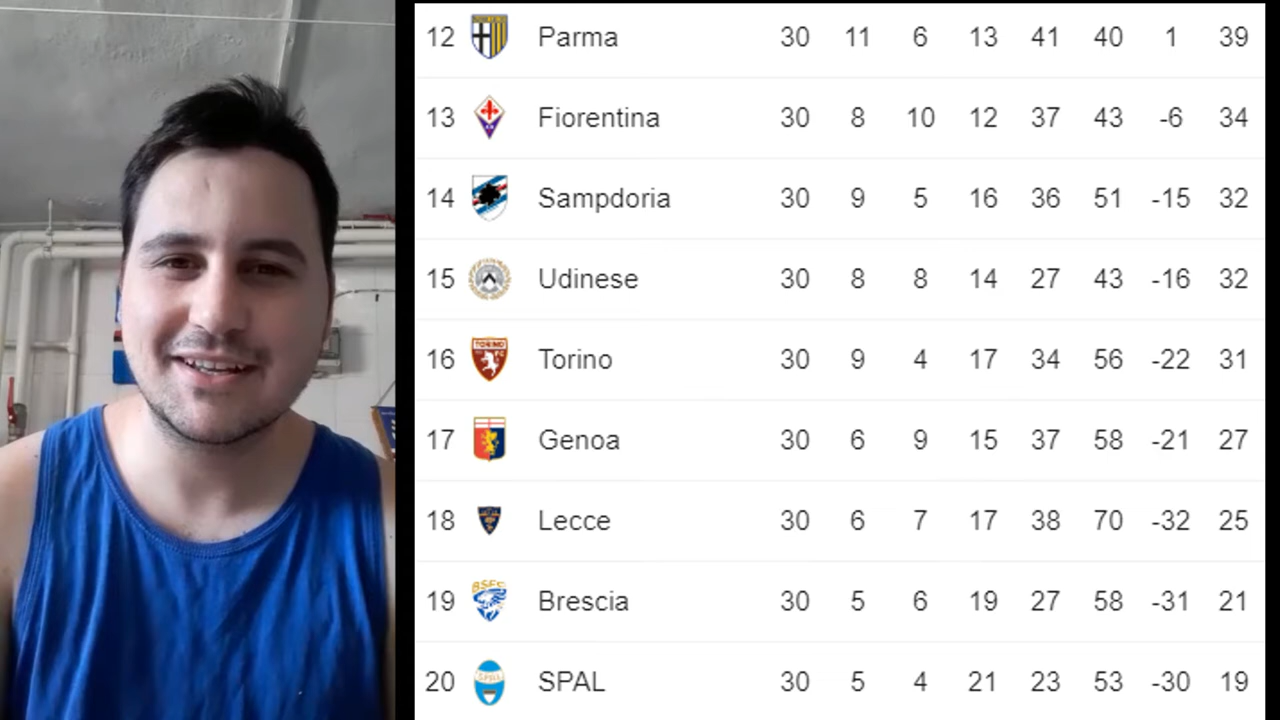 12 Parma 30 11 6 13 41 40 1 39
13 Fiorentina 30 8 10 12 37 43 -6 34
14 Sampdoria 30 9 5 16 36 51 -15 32
15 Udinese 30 8 8 14 27 43 -16 32
16 TORINO Torino 30 9 4 17 34 56 -22 31
17 Genoa 30 6 9 15 37 58 -21 27
18 Lecce 30 6 7 17 38 70 -32 25
19 BSFC Brescia 30 5 6 19 27 58 -31 21
20 SPAL SPAL 30 5 4 21 23 53 -30 19